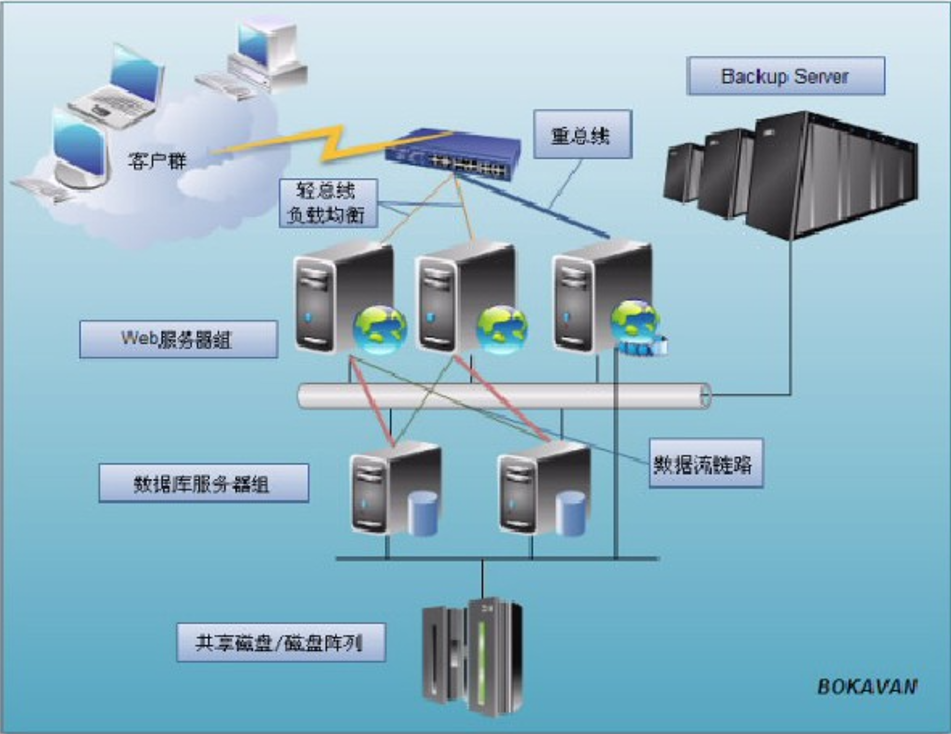 Backup Server
重总线
客户群
轻总线
负载均衡
Web服务器组
数据流链路
数据库服务器组
共享磁盘/磁盘阵列
BOKAVAN